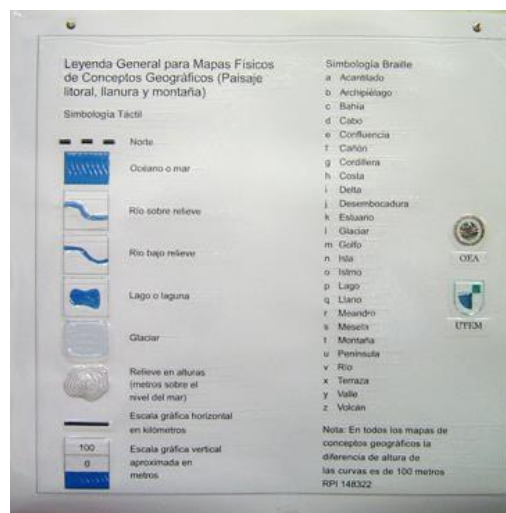 Leyenda General para Mapas Físicos
de Conceptos Geográficos (Paisaje
litoral, llanura y montaña)
Simbología Táctil
Norte
Océano o mar
Río sobre relieve
Río bajo relieve
Lago o laguna
Glaciar
Relieve en alturas
(metros sobre el
nivel del mar)
Escala gráfica horizontal
en kilómetros
100
0
Escala gráfica vertical
aproximada en
metros
Simbología Braille
a Acantilado
b Archipiélago
c Bahía
d Cabo
e Confluencia
f Cañón
g Cordillera
h Costa
i Delta
j Desembocadura
k Estuario
l Glaciar
m Golfo
n Isla
o Istmo
p Lago
q Llano
r Meandro
s Meseta
t Montaña
u Península
v Río
x Terraza
y Valle
z Volcán
Nota: En todos los mapas de
conceptos geográficos la
diferencia de altura de
las curvas es de 100 metros
RPI 148322
OEA
UTEM